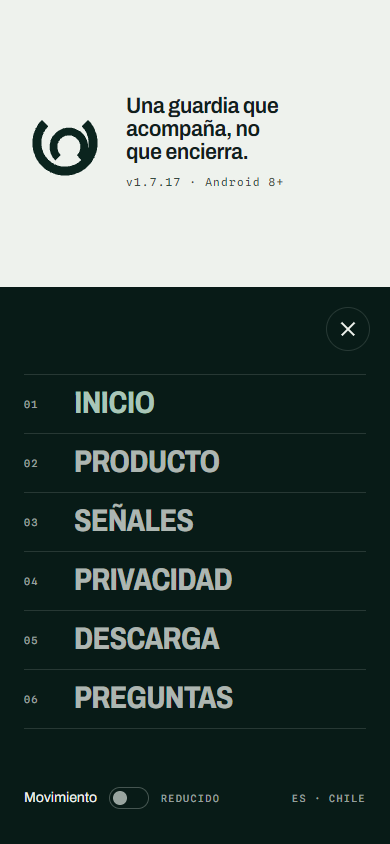 Una guardia que
acompaña, no
que encierra.
v1.7.17 · Android 8+
01 INICIO
02 PRODUCTO
03 SEÑALES
04 PRIVACIDAD
05 DESCARGA
06 PREGUNTAS
Movimiento REDUCIDO ES · CHILE